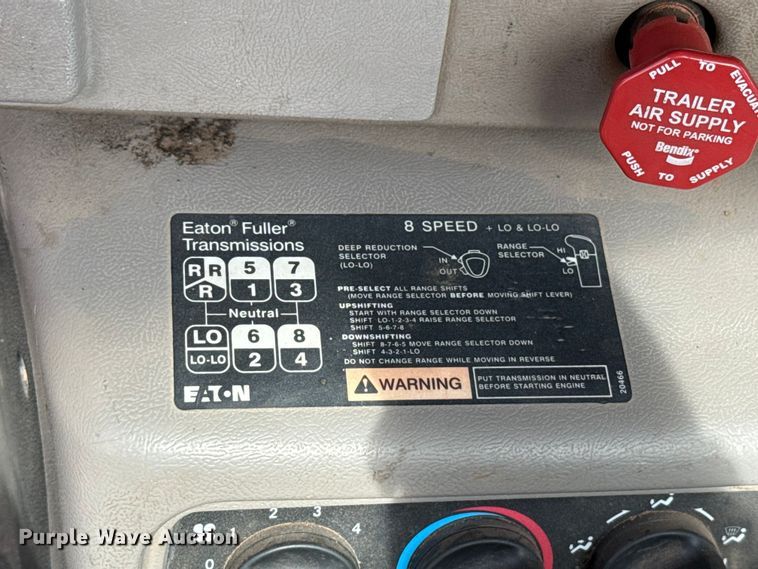 PULL TO EVACUATE
TRAILER
AIR SUPPLY
NOT FOR PARKING
Bendix®
PUSH TO SUPPLY
Eaton® Fuller®
Transmissions
8 SPEED + LO & LO-LO
DEEP REDUCTION
SELECTOR
(LO-LO)
IN
OUT
RANGE
SELECTOR
HI
LO
R R 5 7
R 1 3
Neutral
LO 6 8
LO-LO 2 4
PRE-SELECT ALL RANGE SHIFTS
(MOVE RANGE SELECTOR BEFORE MOVING SHIFT LEVER)
UPSHIFTING
START WITH RANGE SELECTOR DOWN
SHIFT LO-1-2-3-4 RAISE RANGE SELECTOR
SHIFT 5-6-7-8
DOWNSHIFTING
SHIFT 8-7-6-5 MOVE RANGE SELECTOR DOWN
SHIFT 4-3-2-1-LO
DO NOT CHANGE RANGE WHILE MOVING IN REVERSE
EATON
WARNING
PUT TRANSMISSION IN NEUTRAL
BEFORE STARTING ENGINE
20466
0 1 2 3 4
Purple Wave Auction